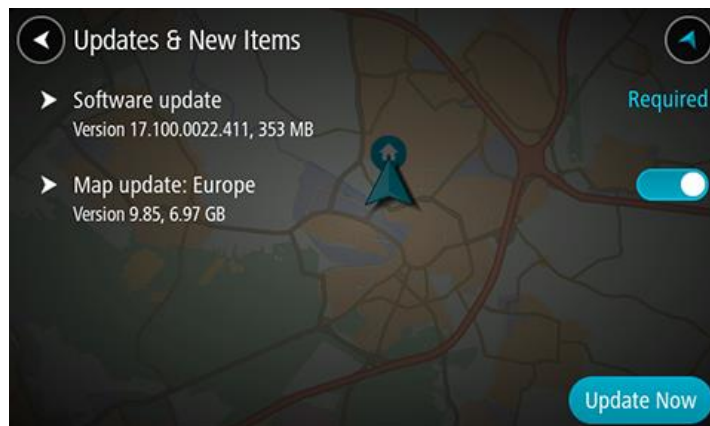 Updates & New Items
Software update
Required
Version 17.100.0022.411, 353 MB
Map update: Europe
Version 9.85, 6.97 GB
Update Now